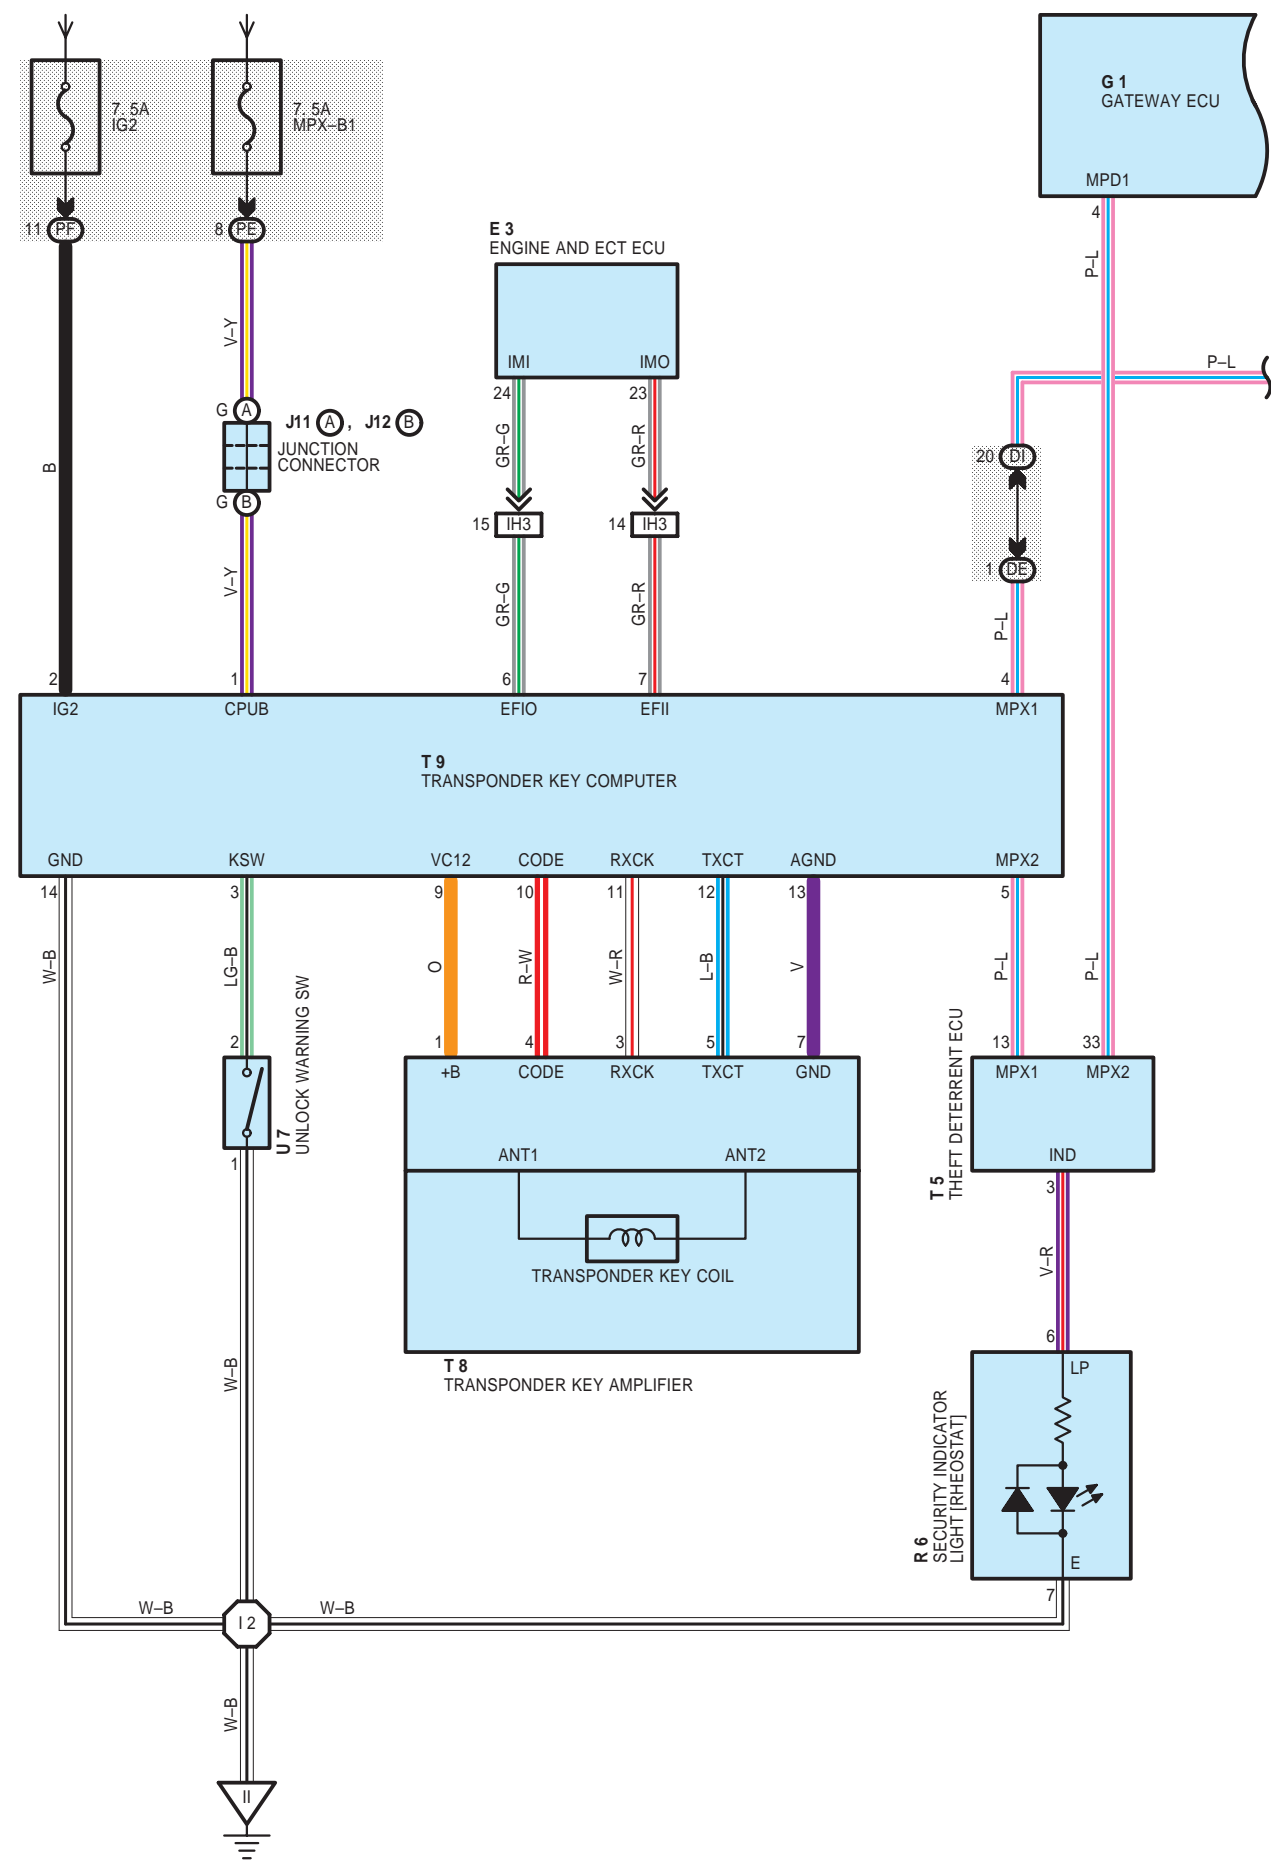 7. 5A
IG2
7. 5A
MPX–B1
G 1
GATEWAY ECU
MPD1
11 PF
8 PE
4
E 3
ENGINE AND ECT ECU
P–L
V–Y
IMI
IMO
P–L
24
23
G A
J11 A , J12 B
JUNCTION
CONNECTOR
B
GR–G
GR–R
20 DI
G B
15 IH3
14 IH3
1 DE
V–Y
GR–G
GR–R
P–L
2
1
6
7
4
IG2
CPUB
EFIO
EFII
MPX1
T 9
TRANSPONDER KEY COMPUTER
GND
KSW
VC12
CODE
RXCK
TXCT
AGND
MPX2
14
3
9
10
11
12
13
5
W–B
LG–B
O
R–W
W–R
L–B
V
P–L
P–L
2
1
4
3
5
7
13
33
U 7
UNLOCK WARNING SW
+B
CODE
RXCK
TXCT
GND
MPX1
MPX2
T 5
THEFT DETERRENT ECU
1
ANT1
ANT2
IND
3
TRANSPONDER KEY COIL
V–R
6
W–B
T 8
TRANSPONDER KEY AMPLIFIER
LP
R 6
SECURITY INDICATOR
LIGHT [RHEOSTAT]
E
7
W–B
I 2
W–B
W–B
II